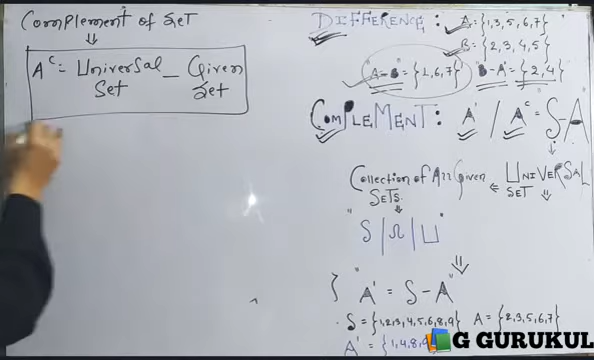 Complement of Set
⇓
A^c = Universal _ Given
Set Set
DIFFERENCE: A = {1,3,5,6,7}
B = {2,3,4,5}
"A-B" = {1,6,7} "B-A" = {2,4}
COMPLEMENT: A' / A^c = "S-A"
↓
Collection of All Given ⇐ UNIVERSAL
SETS SET ⇓
⇓
"S/Ω/U"
⇓
} "A' = S-A"
S = {1,2,3,4,5,6,8,9} A = {2,3,5,6,7}
A' = {1,4,8,9
G GURUKUL